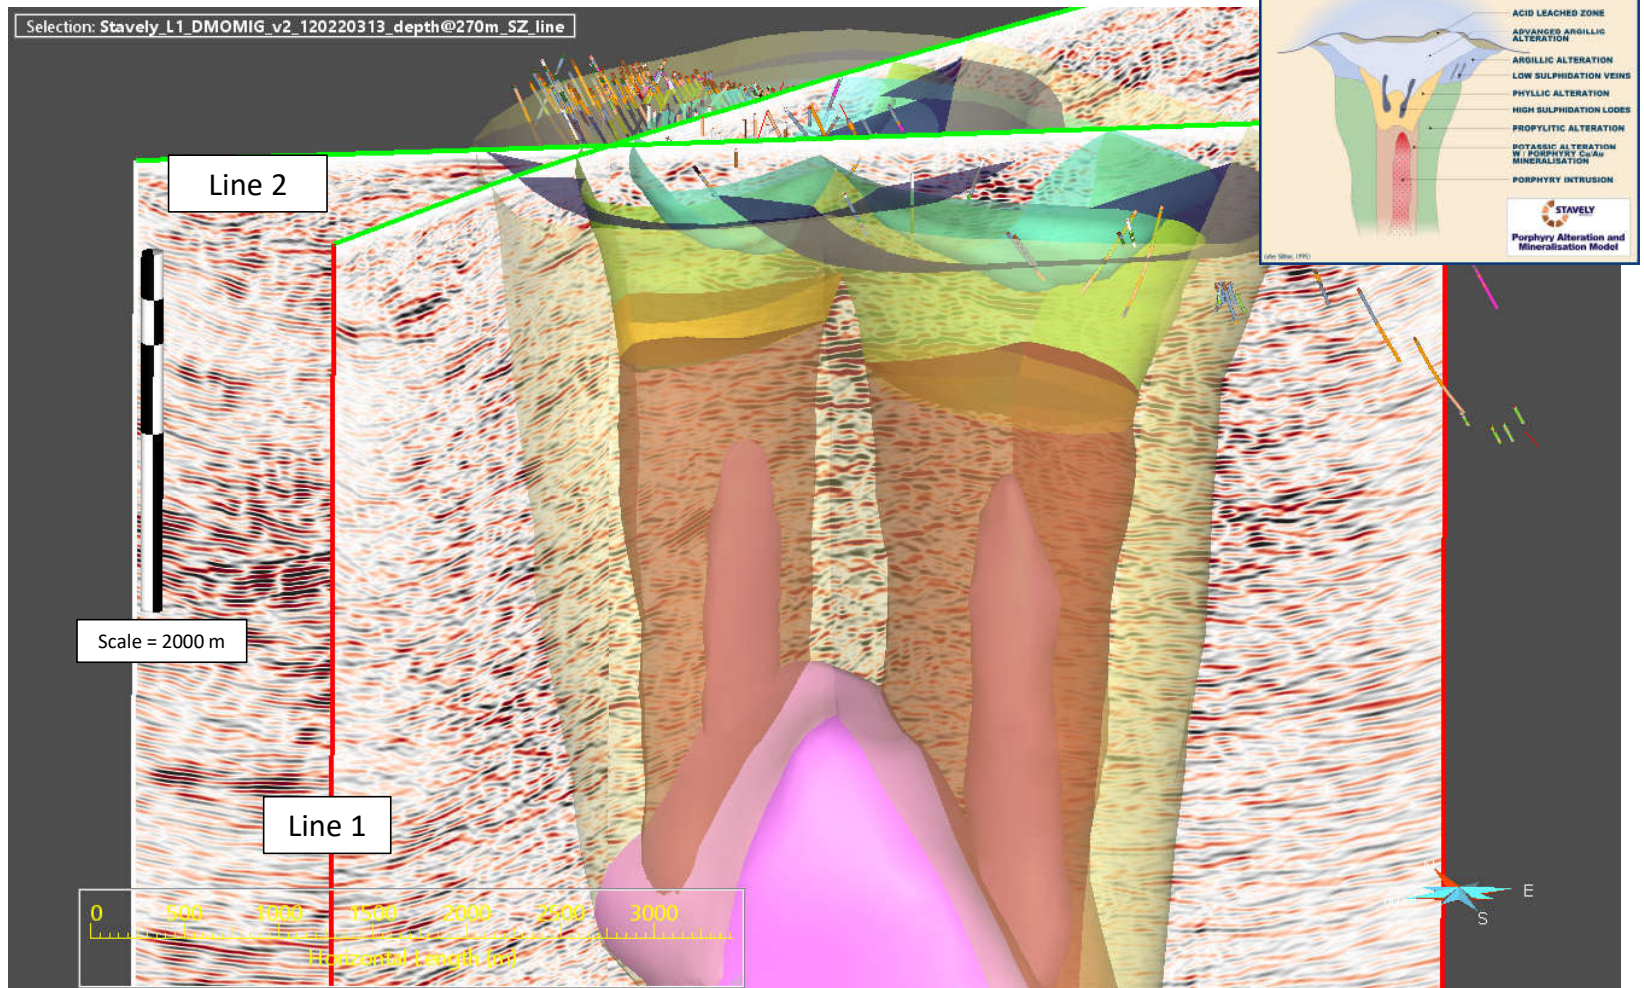 Selection: Stavely_L1_DMOMIG_v2_120220313_depth@270m_SZ_line
ACID LEACHED ZONE
ADVANCED ARGILLIC
ALTERATION
ARGILLIC ALTERATION
LOW SULPHIDATION VEINS
PHYLLIC ALTERATION
HIGH SULPHIDATION LODES
PROPYLITIC ALTERATION
POTASSIC ALTERATION
W / PORPHYRY Cu/Au
MINERALISATION
PORPHYRY INTRUSION
STAVELY
Porphyry Alteration and
Mineralisation Model
Line 2
Scale = 2000 m
Line 1
0 500 1000 1500 2000 2500 3000
Horizontal Length (m)
E
S